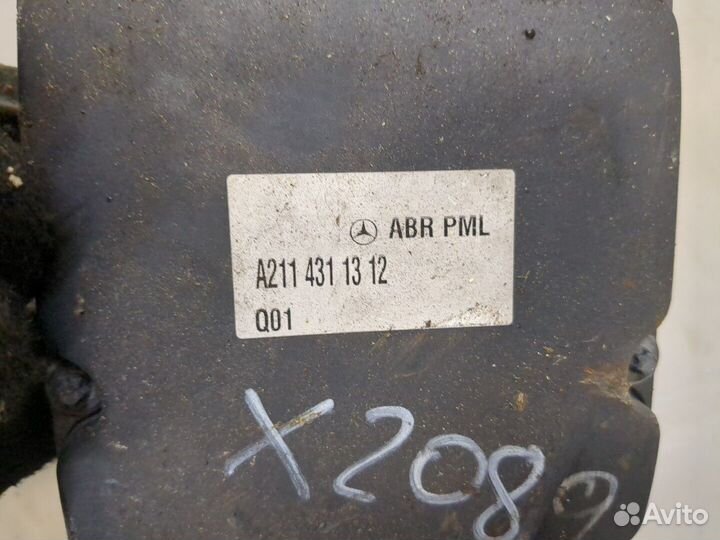 ABR PML
A211 431 13 12
Q01
X2089
Avito